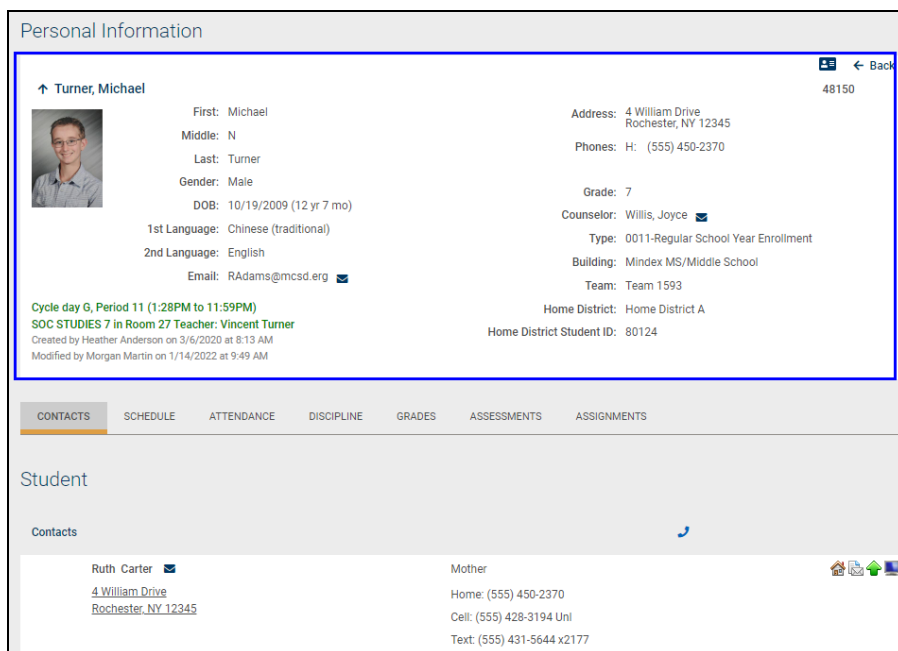 Personal Information
← Back
↑ Turner, Michael
48150
First: Michael
Middle: N
Last: Turner
Gender: Male
DOB: 10/19/2009 (12 yr 7 mo)
1st Language: Chinese (traditional)
2nd Language: English
Email: RAdams@mcsd.erg
Cycle day G, Period 11 (1:28PM to 11:59PM)
SOC STUDIES 7 in Room 27 Teacher: Vincent Turner
Created by Heather Anderson on 3/6/2020 at 8:13 AM
Modified by Morgan Martin on 1/14/2022 at 9:49 AM
Address: 4 William Drive
Rochester, NY 12345
Phones: H: (555) 450-2370
Grade: 7
Counselor: Willis, Joyce
Type: 0011-Regular School Year Enrollment
Building: Mindex MS/Middle School
Team: Team 1593
Home District: Home District A
Home District Student ID: 80124
CONTACTS SCHEDULE ATTENDANCE DISCIPLINE GRADES ASSESSMENTS ASSIGNMENTS
Student
Contacts
Ruth Carter
4 William Drive
Rochester, NY 12345
Mother
Home: (555) 450-2370
Cell: (555) 428-3194 Unl
Text: (555) 431-5644 x2177